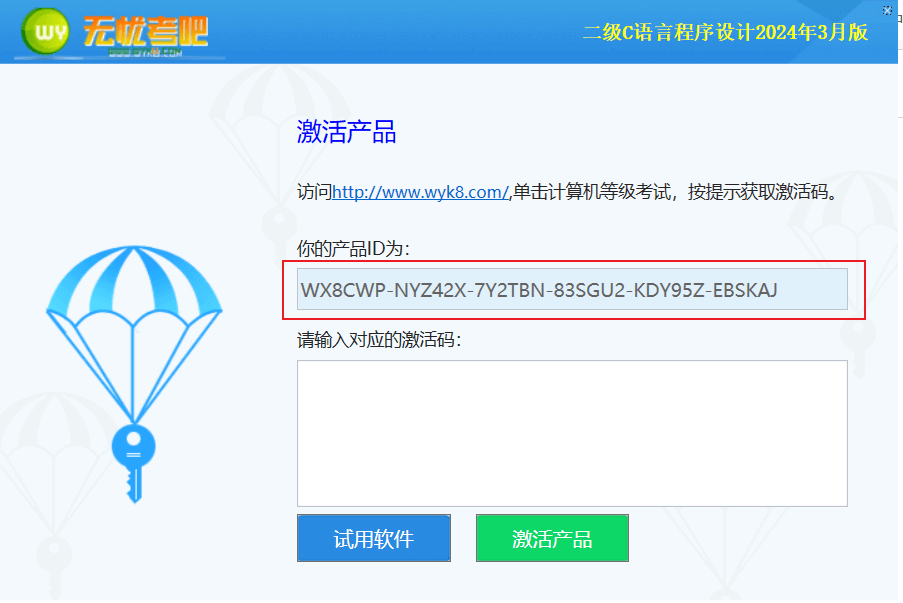 WY 无忧考吧
WWW.WYK8.COM
二级C语言程序设计2024年3月版
激活产品
访问http://www.wyk8.com/,单击计算机等级考试，按提示获取激活码。
你的产品ID为：
WX8CWP-NYZ42X-7Y2TBN-83SGU2-KDY95Z-EBSKAJ
请输入对应的激活码：
试用软件 激活产品